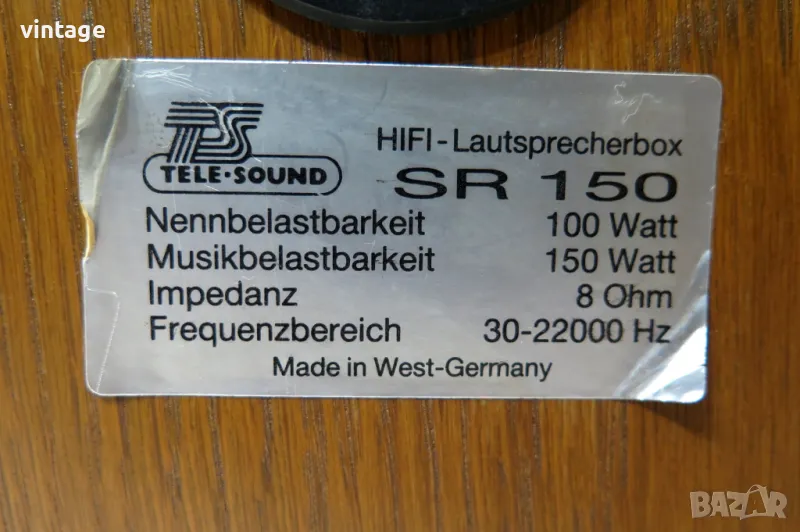 vintage
TS
HIFI-Lautsprecherbox
TELE·SOUND
SR 150
Nennbelastbarkeit 100 Watt
Musikbelastbarkeit 150 Watt
Impedanz 8 Ohm
Frequenzbereich 30-22000 Hz
Made in West-Germany
BAZAR